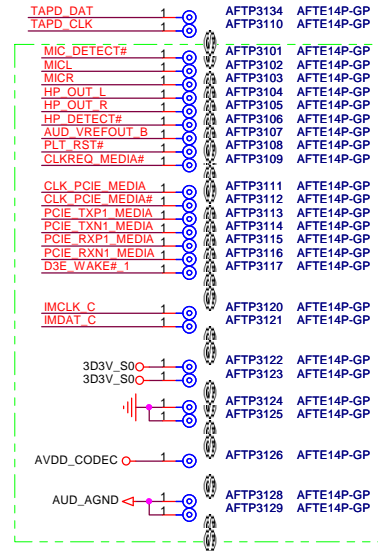 TAPD_DAT 1 AFTP3134 AFTE14P-GP
TAPD_CLK 1 AFTP3110 AFTE14P-GP
MIC_DETECT# 1 AFTP3101 AFTE14P-GP
MICL 1 AFTP3102 AFTE14P-GP
MICR 1 AFTP3103 AFTE14P-GP
HP_OUT_L 1 AFTP3104 AFTE14P-GP
HP_OUT_R 1 AFTP3105 AFTE14P-GP
HP_DETECT# 1 AFTP3106 AFTE14P-GP
AUD_VREFOUT_B 1 AFTP3107 AFTE14P-GP
PLT_RST# 1 AFTP3108 AFTE14P-GP
CLKREQ_MEDIA# 1 AFTP3109 AFTE14P-GP
CLK_PCIE_MEDIA 1 AFTP3111 AFTE14P-GP
CLK_PCIE_MEDIA# 1 AFTP3112 AFTE14P-GP
PCIE_TXP1_MEDIA 1 AFTP3113 AFTE14P-GP
PCIE_TXN1_MEDIA 1 AFTP3114 AFTE14P-GP
PCIE_RXP1_MEDIA 1 AFTP3115 AFTE14P-GP
PCIE_RXN1_MEDIA 1 AFTP3116 AFTE14P-GP
D3E_WAKE#_1 1 AFTP3117 AFTE14P-GP
IMCLK_C 1 AFTP3120 AFTE14P-GP
IMDAT_C 1 AFTP3121 AFTE14P-GP
3D3V_S0 1 AFTP3122 AFTE14P-GP
3D3V_S0 1 AFTP3123 AFTE14P-GP
1 AFTP3124 AFTE14P-GP
1 AFTP3125 AFTE14P-GP
AVDD_CODEC 1 AFTP3126 AFTE14P-GP
AUD_AGND 1 AFTP3128 AFTE14P-GP
1 AFTP3129 AFTE14P-GP